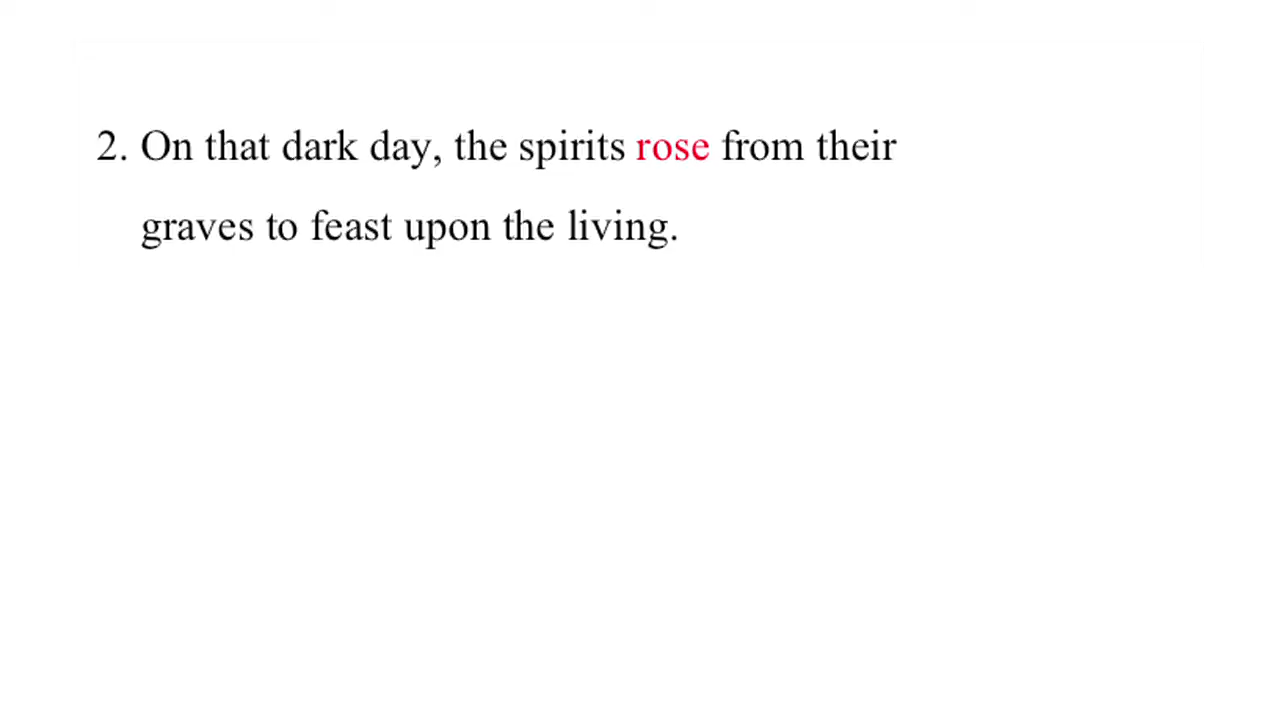 2. On that dark day, the spirits rose from their
graves to feast upon the living.